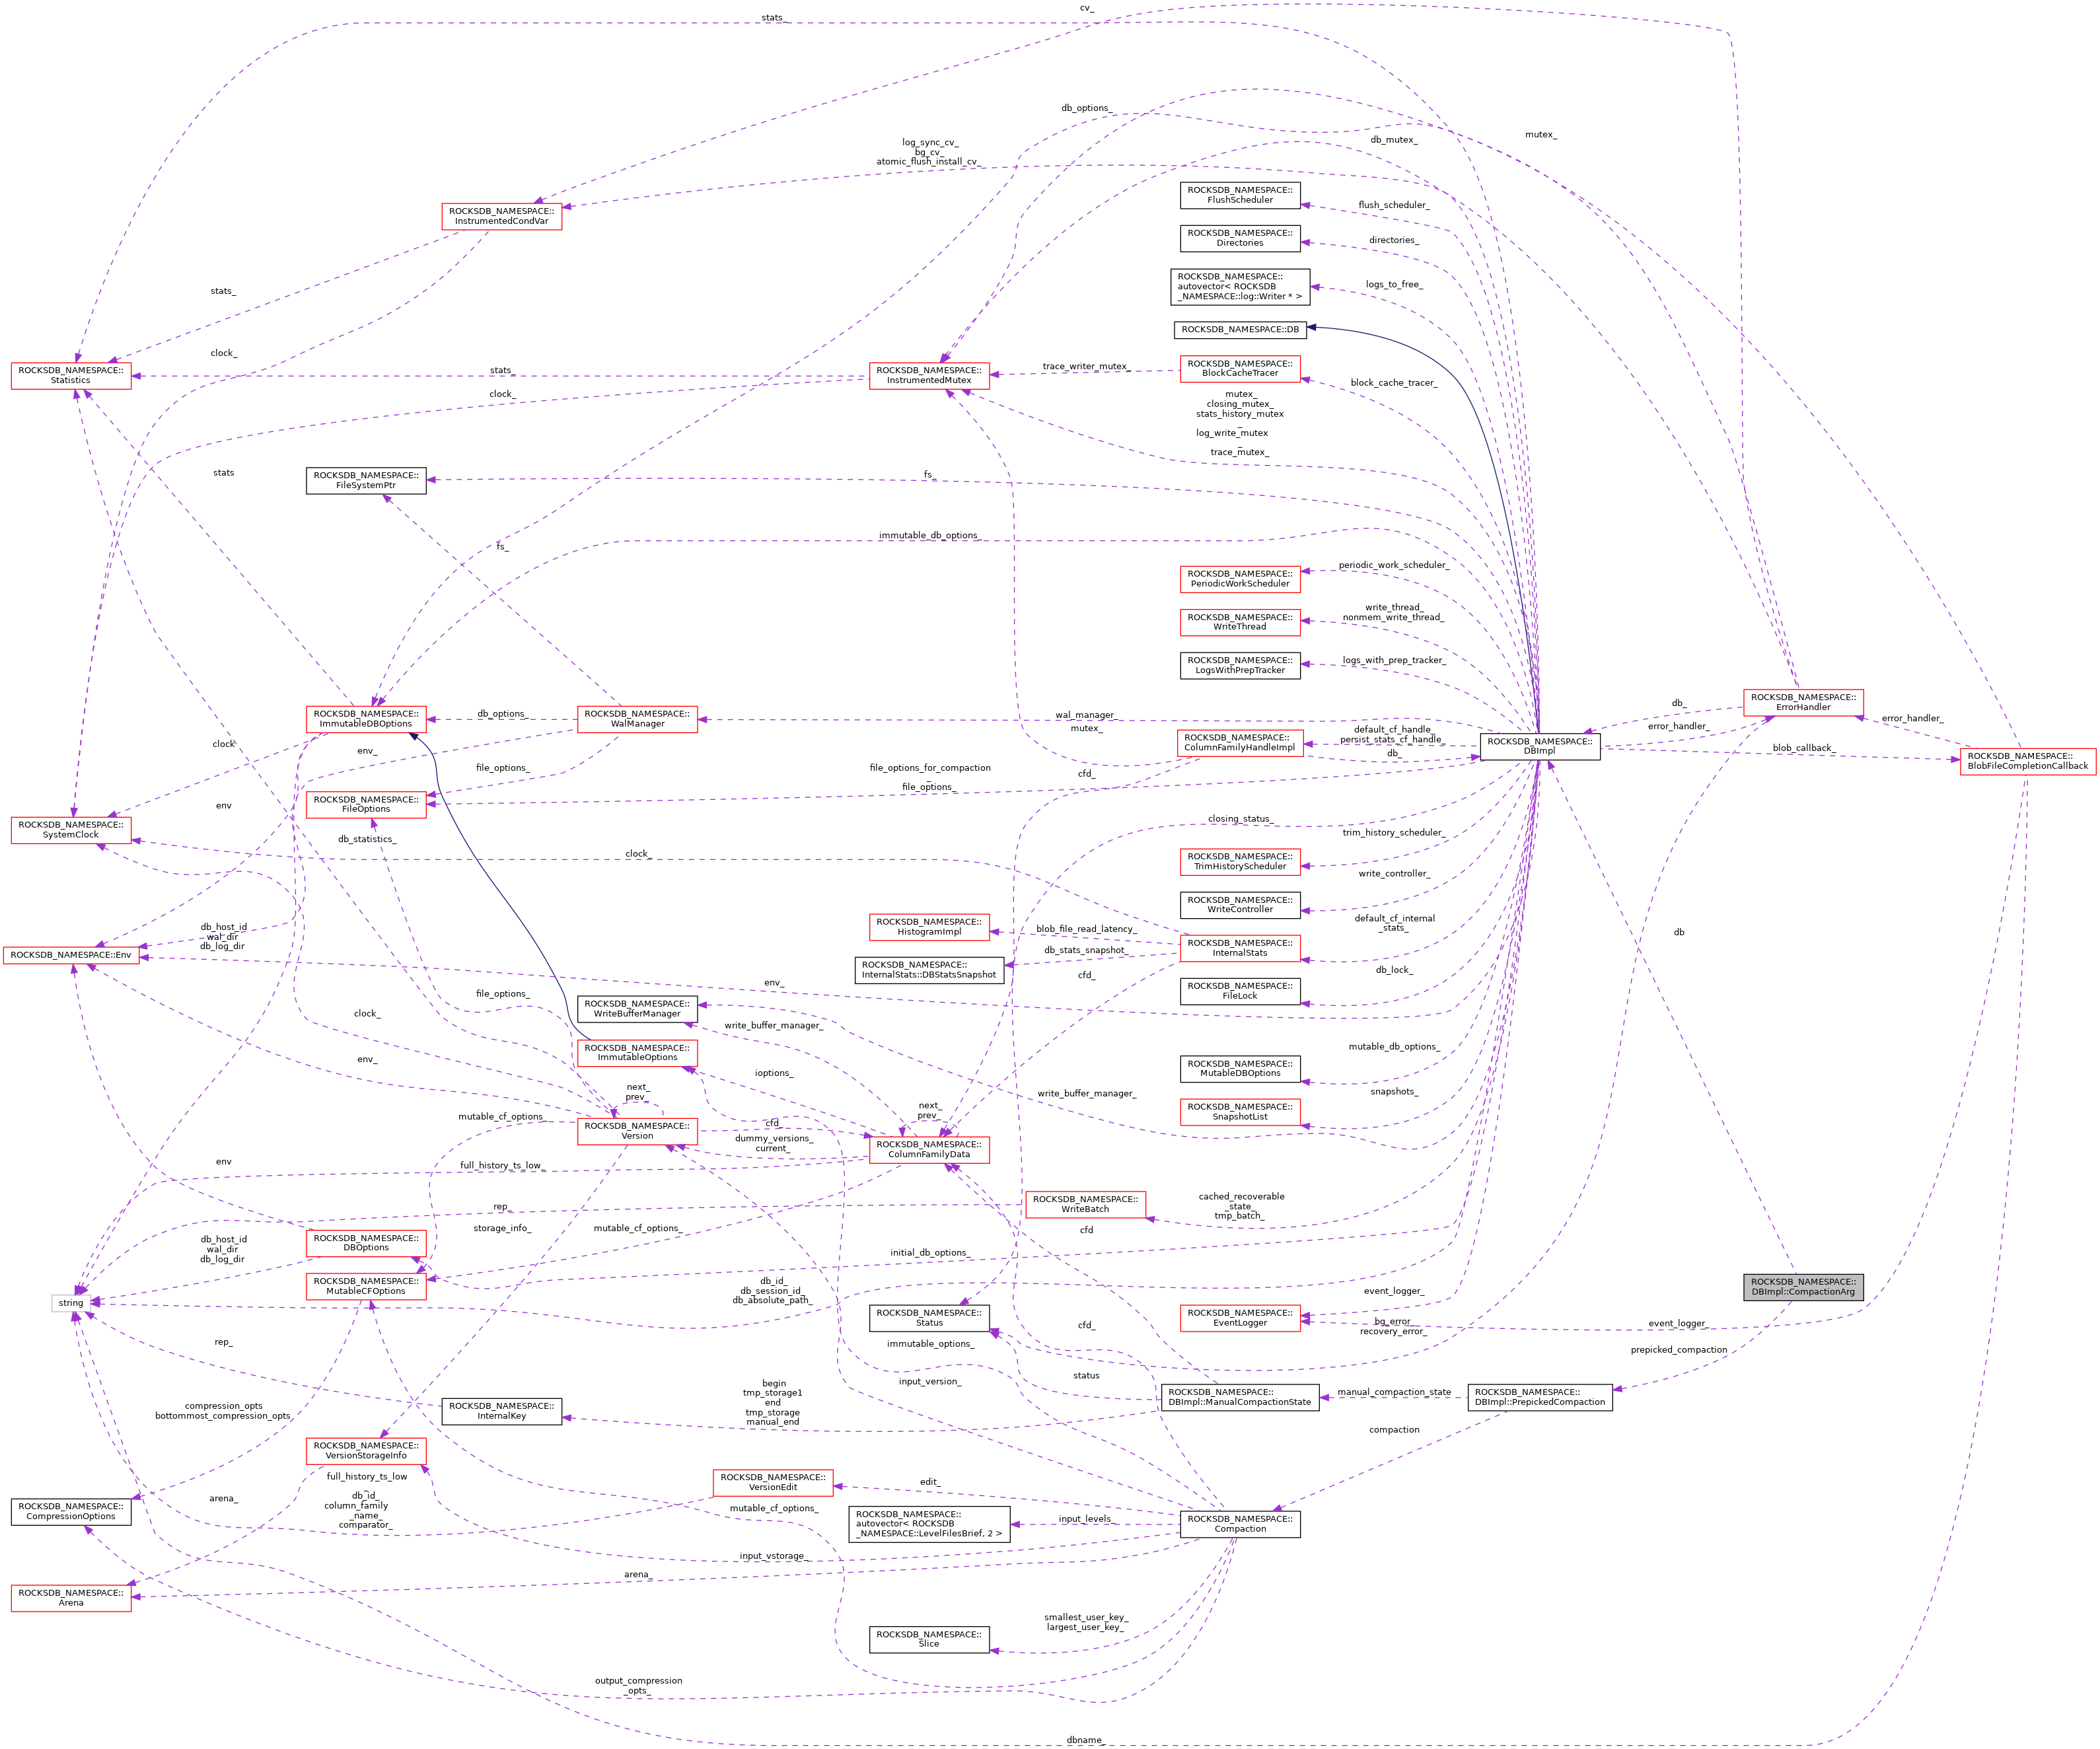 cv_
stats_
db_options_
mutex_
log_sync_cv_
bg_cv_
atomic_flush_install_cv_
db_mutex_
ROCKSDB_NAMESPACE::
FlushScheduler
flush_scheduler_
ROCKSDB_NAMESPACE::
InstrumentedCondVar
ROCKSDB_NAMESPACE::
Directories
directories_
ROCKSDB_NAMESPACE::
autovector< ROCKSDB
_NAMESPACE::log::Writer * >
logs_to_free_
stats_
ROCKSDB_NAMESPACE::DB
clock_
ROCKSDB_NAMESPACE::
Statistics
stats_
ROCKSDB_NAMESPACE::
InstrumentedMutex
trace_writer_mutex_
ROCKSDB_NAMESPACE::
BlockCacheTracer
block_cache_tracer_
clock_
mutex_
closing_mutex_
stats_history_mutex
_
log_write_mutex
_
trace_mutex_
stats
ROCKSDB_NAMESPACE::
FileSystemPtr
fs_
fs_
immutable_db_options_
ROCKSDB_NAMESPACE::
PeriodicWorkScheduler
periodic_work_scheduler_
ROCKSDB_NAMESPACE::
WriteThread
write_thread_
nonmem_write_thread_
ROCKSDB_NAMESPACE::
LogsWithPrepTracker
logs_with_prep_tracker_
ROCKSDB_NAMESPACE::
ErrorHandler
db_
error_handler_
error_handler_
ROCKSDB_NAMESPACE::
ImmutableDBOptions
db_options_
ROCKSDB_NAMESPACE::
WalManager
wal_manager_
mutex_
ROCKSDB_NAMESPACE::
ColumnFamilyHandleImpl
default_cf_handle_
persist_stats_cf_handle_
db_
ROCKSDB_NAMESPACE::
DBImpl
blob_callback_
ROCKSDB_NAMESPACE::
BlobFileCompletionCallback
clock
env_
file_options_
file_options_for_compaction
_
file_options_
cfd_
env
ROCKSDB_NAMESPACE::
FileOptions
ROCKSDB_NAMESPACE::
SystemClock
db_statistics_
clock_
closing_status_
trim_history_scheduler_
ROCKSDB_NAMESPACE::
TrimHistoryScheduler
write_controller_
ROCKSDB_NAMESPACE::
WriteController
db_host_id
wal_dir
db_log_dir
ROCKSDB_NAMESPACE::
HistogramImpl
blob_file_read_latency_
ROCKSDB_NAMESPACE::
InternalStats
default_cf_internal
_stats_
db
ROCKSDB_NAMESPACE::Env
ROCKSDB_NAMESPACE::
InternalStats::DBStatsSnapshot
db_stats_snapshot_
cfd_
db_lock_
ROCKSDB_NAMESPACE::
FileLock
env_
file_options_
ROCKSDB_NAMESPACE::
WriteBufferManager
clock_
write_buffer_manager_
env_
ROCKSDB_NAMESPACE::
ImmutableOptions
ioptions_
mutable_db_options_
ROCKSDB_NAMESPACE::
MutableDBOptions
next_
prev_
write_buffer_manager_
snapshots_
ROCKSDB_NAMESPACE::
SnapshotList
mutable_cf_options_
ROCKSDB_NAMESPACE::
Version
cfd_
next_
prev_
dummy_versions_
current_
ROCKSDB_NAMESPACE::
ColumnFamilyData
env
full_history_ts_low_
rep_
ROCKSDB_NAMESPACE::
WriteBatch
cached_recoverable
_state_
tmp_batch_
storage_info_
mutable_cf_options_
cfd
ROCKSDB_NAMESPACE::
DBOptions
db_host_id
wal_dir
db_log_dir
initial_db_options_
ROCKSDB_NAMESPACE::
MutableCFOptions
db_id_
db_session_id_
db_absolute_path_
ROCKSDB_NAMESPACE::
DBImpl::CompactionArg
string
event_logger_
ROCKSDB_NAMESPACE::
Status
ROCKSDB_NAMESPACE::
EventLogger
bg_error_
recovery_error_
event_logger_
rep_
immutable_options_
cfd_
prepicked_compaction
input_version_
status
begin
tmp_storage1
end
tmp_storage
manual_end
ROCKSDB_NAMESPACE::
DBImpl::ManualCompactionState
manual_compaction_state
ROCKSDB_NAMESPACE::
DBImpl::PrepickedCompaction
compression_opts
bottommost_compression_opts
ROCKSDB_NAMESPACE::
InternalKey
compaction
ROCKSDB_NAMESPACE::
VersionStorageInfo
full_history_ts_low
_
db_id_
column_family
_name_
comparator_
arena_
ROCKSDB_NAMESPACE::
VersionEdit
edit_
ROCKSDB_NAMESPACE::
CompressionOptions
mutable_cf_options_
ROCKSDB_NAMESPACE::
autovector< ROCKSDB
_NAMESPACE::LevelFilesBrief, 2 >
input_levels_
ROCKSDB_NAMESPACE::
Compaction
input_vstorage_
arena_
ROCKSDB_NAMESPACE::
Arena
smallest_user_key_
largest_user_key_
ROCKSDB_NAMESPACE::
Slice
output_compression
_opts_
dbname_